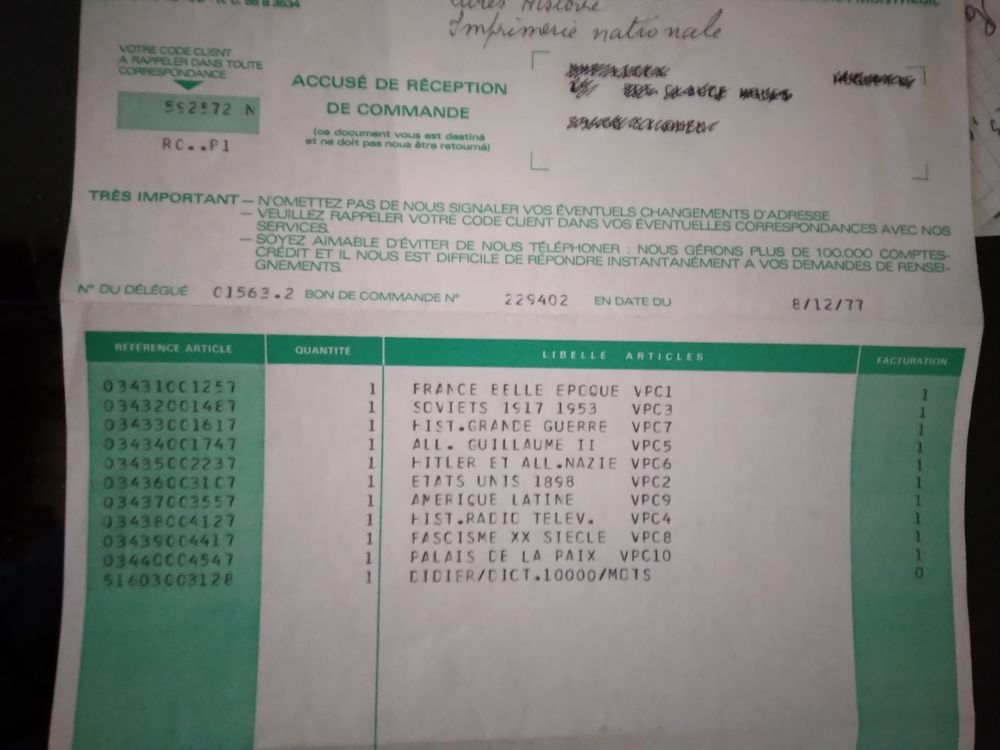 Livres Histoire
Imprimerie nationale
VOTRE CODE CLIENT
A RAPPELER DANS TOUTE
CORRESPONDANCE
592572 N
RC..P1
ACCUSÉ DE RÉCEPTION
DE COMMANDE
(ce document vous est destiné
et ne doit pas nous être retourné)
TRÈS IMPORTANT — N'OMETTEZ PAS DE NOUS SIGNALER VOS ÉVENTUELS CHANGEMENTS D'ADRESSE
— VEUILLEZ RAPPELER VOTRE CODE CLIENT DANS VOS ÉVENTUELLES CORRESPONDANCES AVEC NOS
SERVICES.
— SOYEZ AIMABLE D'ÉVITER DE NOUS TÉLÉPHONER : NOUS GÉRONS PLUS DE 100.000 COMPTES-
CRÉDIT ET IL NOUS EST DIFFICILE DE RÉPONDRE INSTANTANÉMENT A VOS DEMANDES DE RENSEI-
GNEMENTS.
N° DU DÉLÉGUÉ 01563.2 BON DE COMMANDE N° 229402 EN DATE DU 8/12/77
REFERENCE ARTICLE QUANTITE LIBELLE ARTICLES FACTURATION
03431001257 1 FRANCE BELLE EPOQUE VPC1 1
03432001487 1 SOVIETS 1917 1953 VPC3 1
03433001617 1 HIST.GRANDE GUERRE VPC7 1
03434001747 1 ALL. GUILLAUME II VPC5 1
03435002237 1 HITLER ET ALL.NAZIE VPC6 1
03436003107 1 ETATS UNIS 1898 VPC2 1
03437003557 1 AMERIQUE LATINE VPC9 1
03438004127 1 HIST.RADIO TELEV. VPC4 1
03439004417 1 FASCISME XX SIECLE VPC8 1
03440004547 1 PALAIS DE LA PAIX VPC10 1
51603003128 1 DIDIER/DICT.10000/MOTS 0